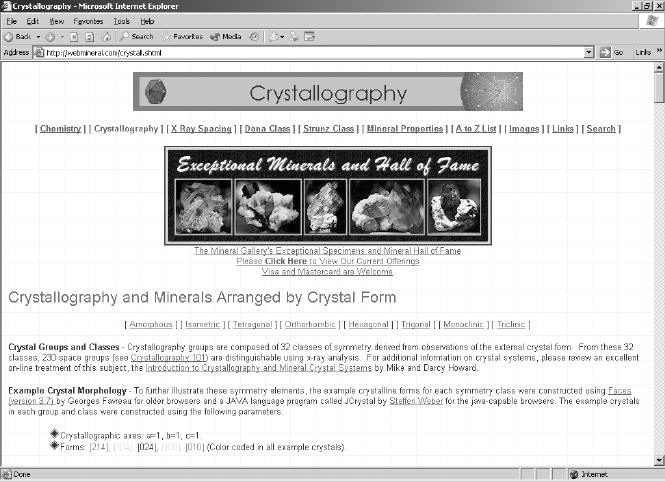 Crystallography - Microsoft Internet Explorer
File Edit View Favorites Tools Help
Back Search Favorites Media
Address http://webmineral.com/crystall.shtml Go Links »
Crystallography
[ Chemistry ] [ Crystallography ] [ X Ray Spacing ] [ Dana Class ] [ Strunz Class ] [ Mineral Properties ] [ A to Z List ] [ Images ] [ Links ] [ Search ]
Exceptional Minerals and Hall of Fame
The Mineral Gallery's Exceptional Specimens and Mineral Hall of Fame
Please Click Here to View Our Current Offerings
Visa and Mastercard are Welcome
Crystallography and Minerals Arranged by Crystal Form
[ Amorphous ] [ Isometric ] [ Tetragonal ] [ Orthorhombic ] [ Hexagonal ] [ Trigonal ] [ Monoclinic ] [ Triclinic ]
Crystal Groups and Classes - Crystallography groups are composed of 32 classes of symmetry derived from observations of the external crystal form. From these 32
classes, 230 space groups (see Crystallography 101) are distinguishable using x-ray analysis. For additional information on crystal systems, please review an excellent
on-line treatment of this subject, the Introduction to Crystallography and Mineral Crystal Systems by Mike and Darcy Howard.
Example Crystal Morphology - To further illustrate these symmetry elements, the example crystalline forms for each symmetry class were constructed using Faces
(version 3.7) by Georges Favreau for older browsers and a JAVA language program called JCrystal by Steffen Weber for the java-capable browsers. The example crystals
in each group and class were constructed using the following parameters:
Crystallographic axes: a=1, b=1, c=1.
Forms: [214], [104], [024], [100], [010] (Color coded in all example crystals).
Done Internet